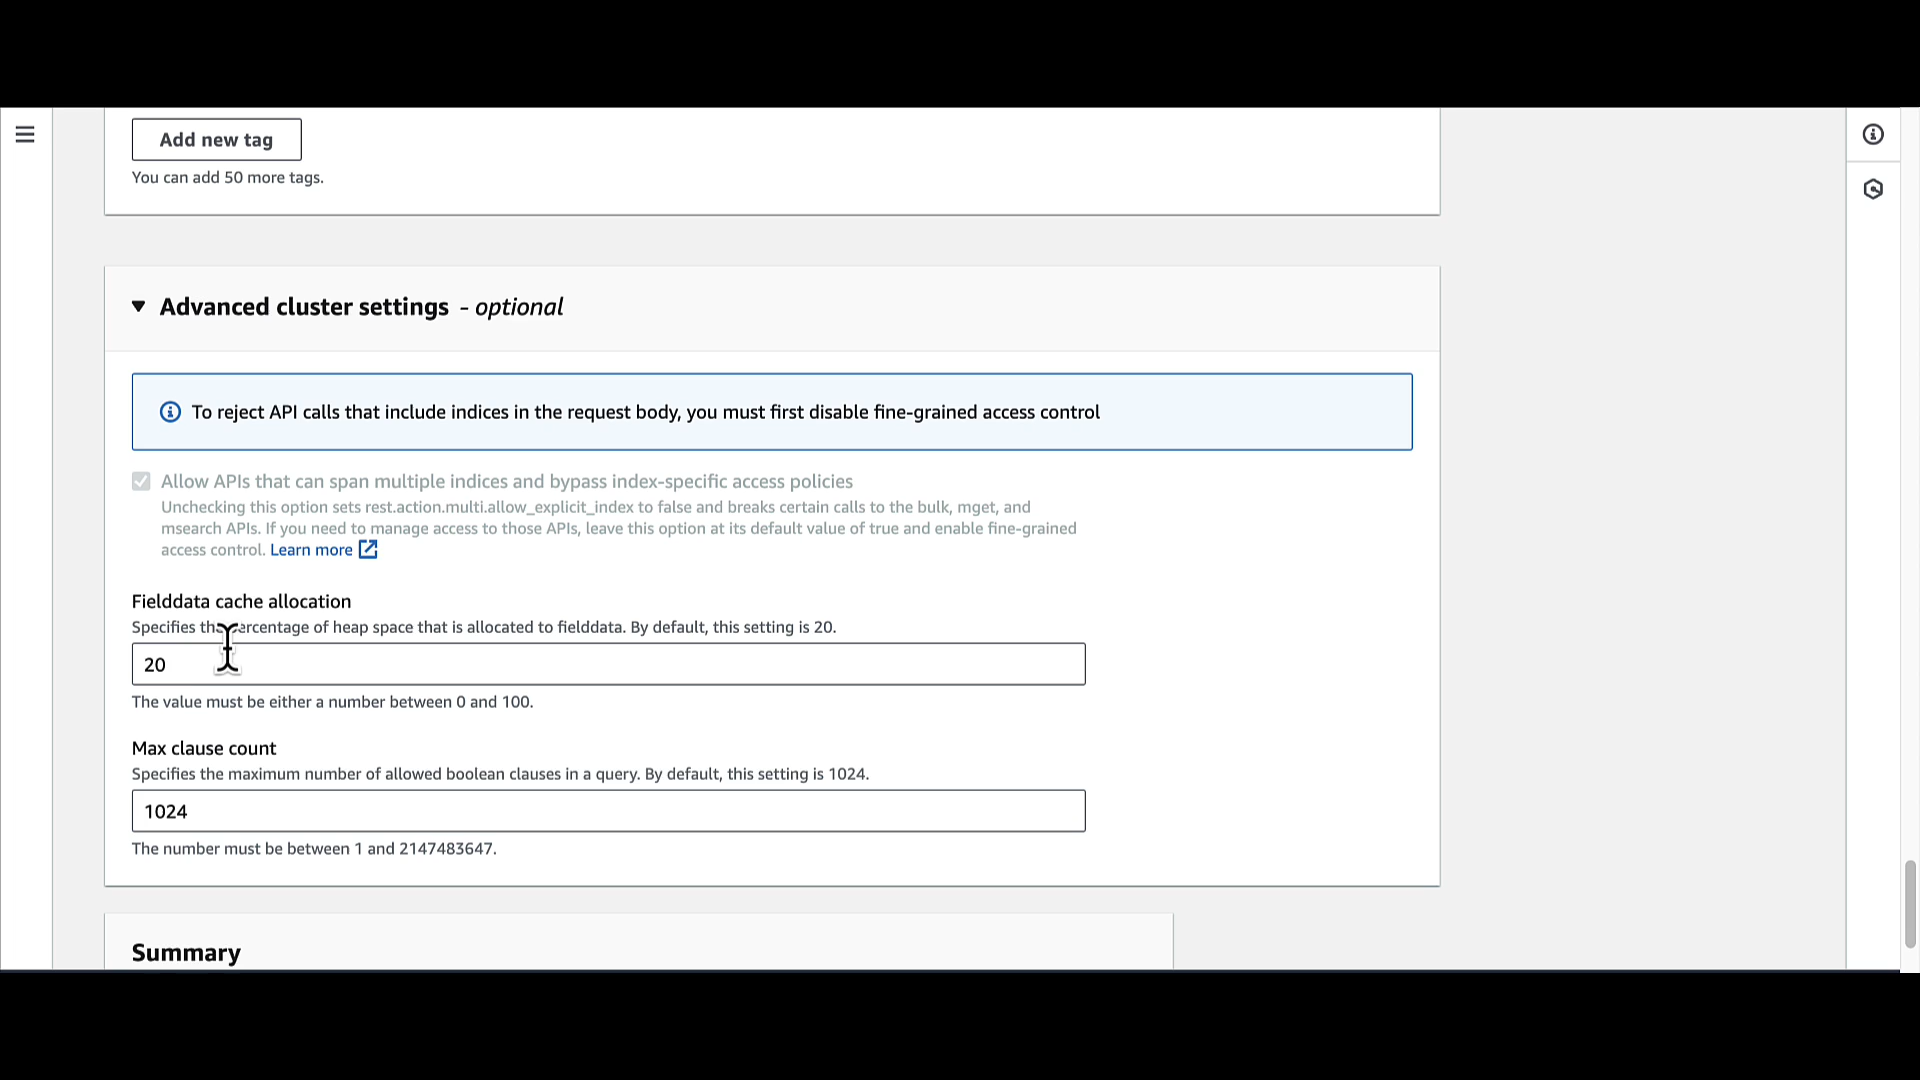 Add new tag
You can add 50 more tags.
Advanced cluster settings - optional
To reject API calls that include indices in the request body, you must first disable fine-grained access control
Allow APIs that can span multiple indices and bypass index-specific access policies
Unchecking this option sets rest.action.multi.allow_explicit_index to false and breaks certain calls to the bulk, mget, and
msearch APIs. If you need to manage access to those APIs, leave this option at its default value of true and enable fine-grained
access control. Learn more
Fielddata cache allocation
Specifies the percentage of heap space that is allocated to fielddata. By default, this setting is 20.
20
The value must be either a number between 0 and 100.
Max clause count
Specifies the maximum number of allowed boolean clauses in a query. By default, this setting is 1024.
1024
The number must be between 1 and 2147483647.
Summary